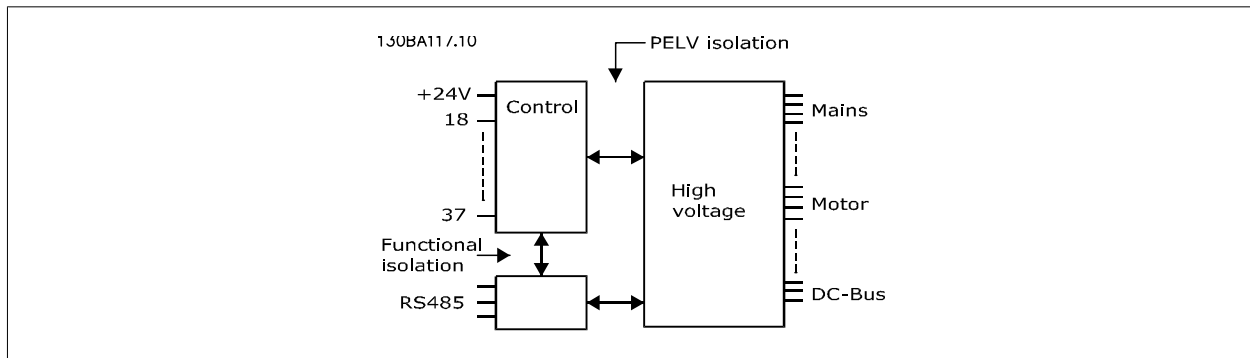 130BA117.10
PELV isolation
+24V
Control
Mains
18
High
voltage
Motor
37
Functional
isolation
RS485
DC-Bus